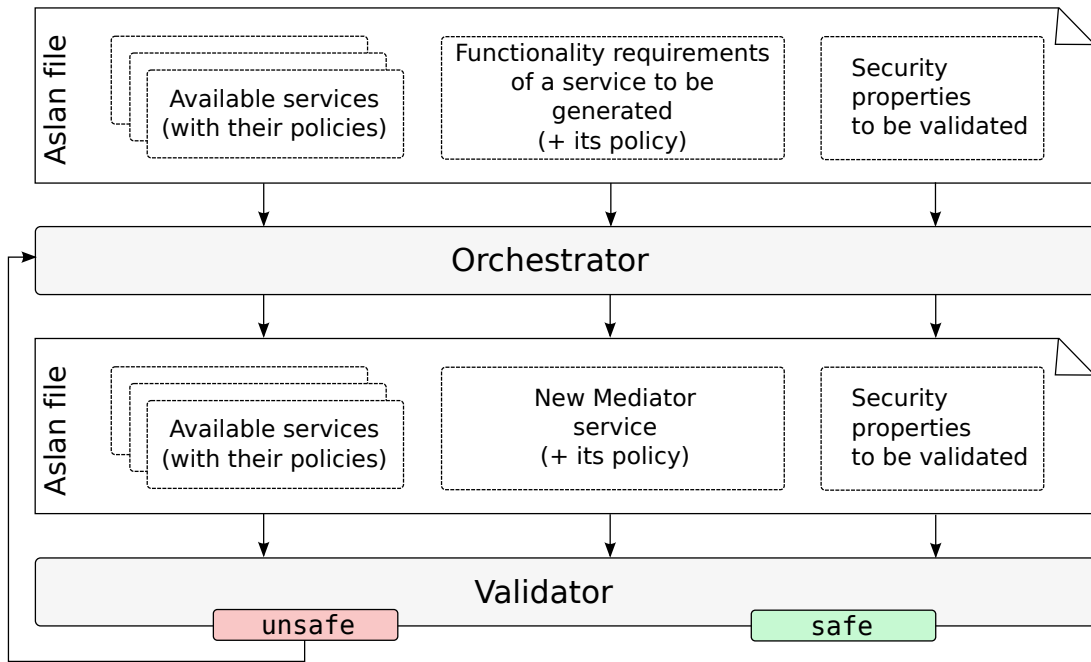 Aslan file
Available services
(with their policies)
Functionality requirements
of a service to be
generated
(+ its policy)
Security
properties
to be validated
Orchestrator
Aslan file
Available services
(with their policies)
New Mediator
service
(+ its policy)
Security
properties
to be validated
Validator
unsafe
safe